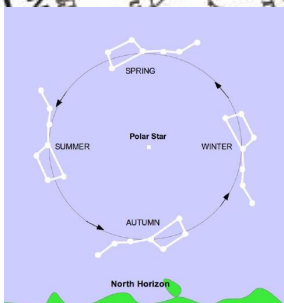 SPRING
Polar Star
SUMMER
WINTER
AUTUMN
North Horizon